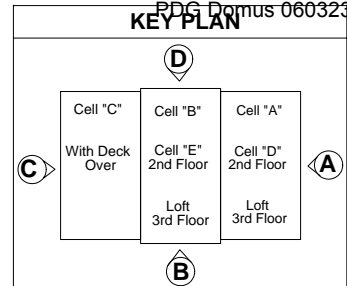 PDG Domus 060323
KEY PLAN
D
Cell "C"
Cell "B"
Cell "A"
With Deck
Over
Cell "E"
2nd Floor
Cell "D"
2nd Floor
C
A
Loft
3rd Floor
Loft
3rd Floor
B